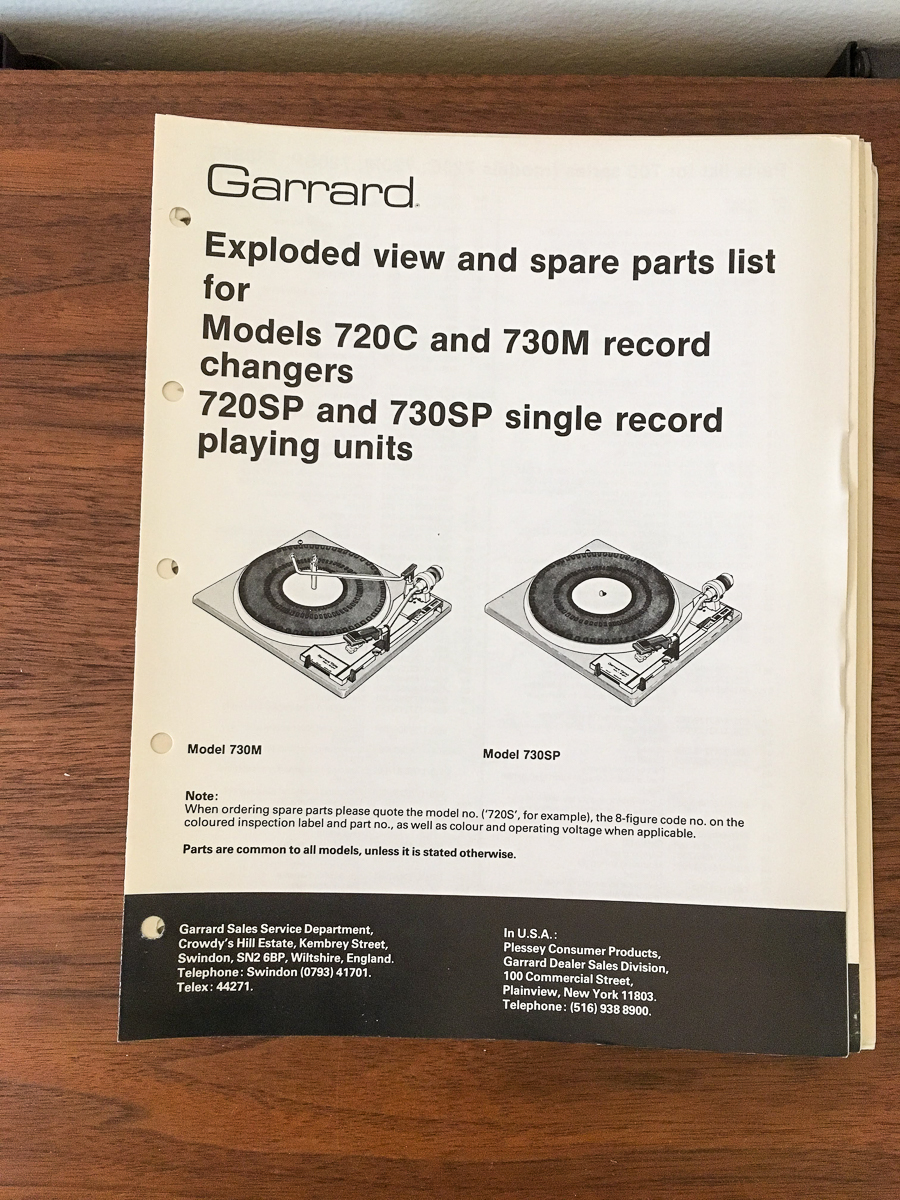 Garrard
Exploded view and spare parts list
for
Models 720C and 730M record
changers
720SP and 730SP single record
playing units
Model 730M
Model 730SP
Note:
When ordering spare parts please quote the model no. ('720S', for example), the 8-figure code no. on the
coloured inspection label and part no., as well as colour and operating voltage when applicable.
Parts are common to all models, unless it is stated otherwise.
Garrard Sales Service Department,
Crowdy's Hill Estate, Kembrey Street,
Swindon, SN2 6BP, Wiltshire, England.
Telephone: Swindon (0793) 41701.
Telex: 44271.
In U.S.A.:
Plessey Consumer Products,
Garrard Dealer Sales Division,
100 Commercial Street,
Plainview, New York 11803.
Telephone: (516) 938 8900.